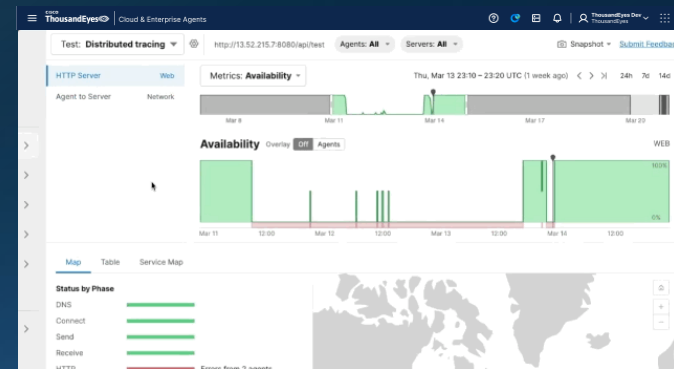 CISCO
ThousandEyes
Cloud & Enterprise Agents
ThousandEyes Dev
ThousandEyes
Test: Distributed tracing
http://13.52.215.7:8080/api/test
Agents: All
Servers: All
Snapshot
Submit Feedbac
HTTP Server
Web
Metrics: Availability
Thu, Mar 13 23:10 – 23:20 UTC (1 week ago)
24h 7d 14d
Agent to Server
Network
Mar 8
Mar 11
Mar 14
Mar 17
Mar 20
Availability
Overlay
Off
Agents
WEB
100%
0%
Mar 11
12:00
Mar 12
12:00
Mar 13
12:00
Mar 14
12:00
Map
Table
Service Map
Status by Phase
DNS
Connect
Send
Receive
HTTP
Errors from 2 agents